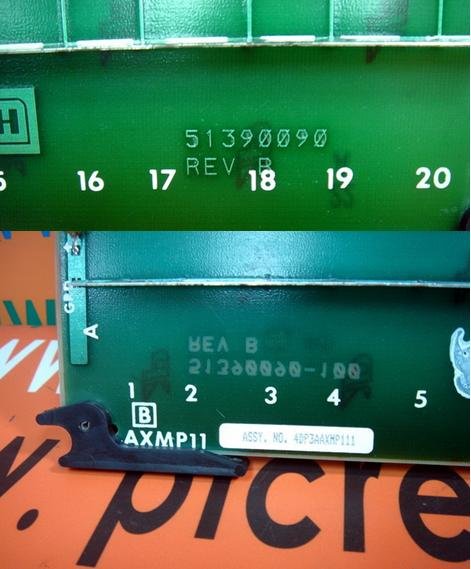 H
51390090
REV B
16 17 18 19 20
A
REV B
51390090-100
1 2 3 4 5
B
AXMP11
ASSY. NO. 4DP3AAXMP111
w. plcre